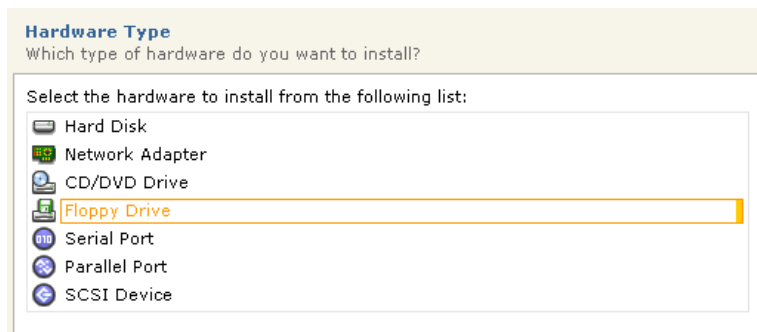 Hardware Type
Which type of hardware do you want to install?
Select the hardware to install from the following list:
Hard Disk
Network Adapter
CD/DVD Drive
Floppy Drive
010 Serial Port
Parallel Port
SCSI Device